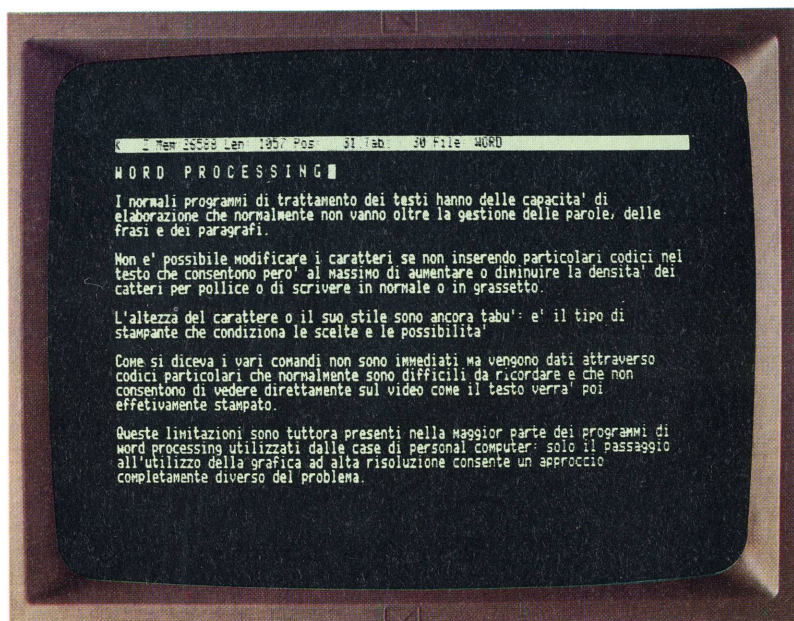 K   Z Mem 26588 Len  1057 Pos    31 Tab    30 File  WORD
WORD PROCESSING
I normali programmi di trattamento dei testi hanno delle capacita' di
elaborazione che normalmente non vanno oltre la gestione delle parole, delle
frasi e dei paragrafi.
Non e' possibile modificare i caratteri se non inserendo particolari codici nel
testo che consentono pero' al massimo di aumentare o diminuire la densita' dei
catteri per pollice o di scrivere in normale o in grassetto.
L'altezza del carattere o il suo stile sono ancora tabu': e' il tipo di
stampante che condiziona le scelte e le possibilita'
Come si diceva i vari comandi non sono immediati ma vengono dati attraverso
codici particolari che normalmente sono difficili da ricordare e che non
consentono di vedere direttamente sul video come il testo verra' poi
effetivamente stampato.
Queste limitazioni sono tuttora presenti nella maggior parte dei programmi di
word processing utilizzati dalle case di personal computer: solo il passaggio
all'utilizzo della grafica ad alta risoluzione consente un approccio
completamente diverso del problema.